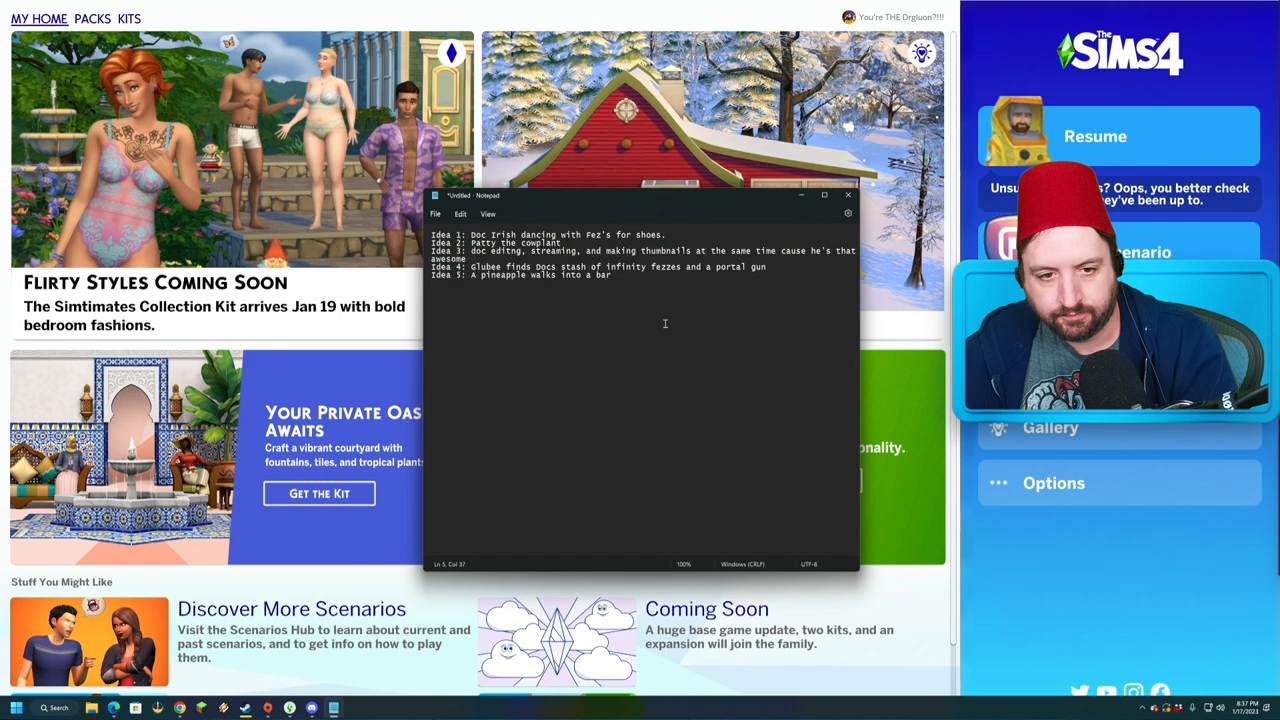 MY HOME PACKS KITS
You're THE Drgluon?!!!
FLIRTY STYLES COMING SOON
The Simtimates Collection Kit arrives Jan 19 with bold
bedroom fashions.
*Untitled - Notepad
File Edit View
Idea 1: Doc Irish dancing with Fez's for shoes.
Idea 2: Patty the cowplant
Idea 3: doc editng, streaming, and making thumbnails at the same time cause he's that
awesome
Idea 4: Glubee finds Docs stash of infinity fezzes and a portal gun
Idea 5: A pineapple walks into a bar
Ln 5, Col 37 100% Windows (CRLF) UTF-8
YOUR PRIVATE OAS
AWAITS
Craft a vibrant courtyard with
fountains, tiles, and tropical plant
GET THE KIT
onality.
Stuff You Might Like
Discover More Scenarios
Visit the Scenarios Hub to learn about current and
past scenarios, and to get info on how to play
them.
Coming Soon
A huge base game update, two kits, and an
expansion will join the family.
The SIMS 4
Resume
Unsu s? Oops, you better check
ey've been up to.
enario
Gallery
Options
Search
8:37 PM
1/17/2023